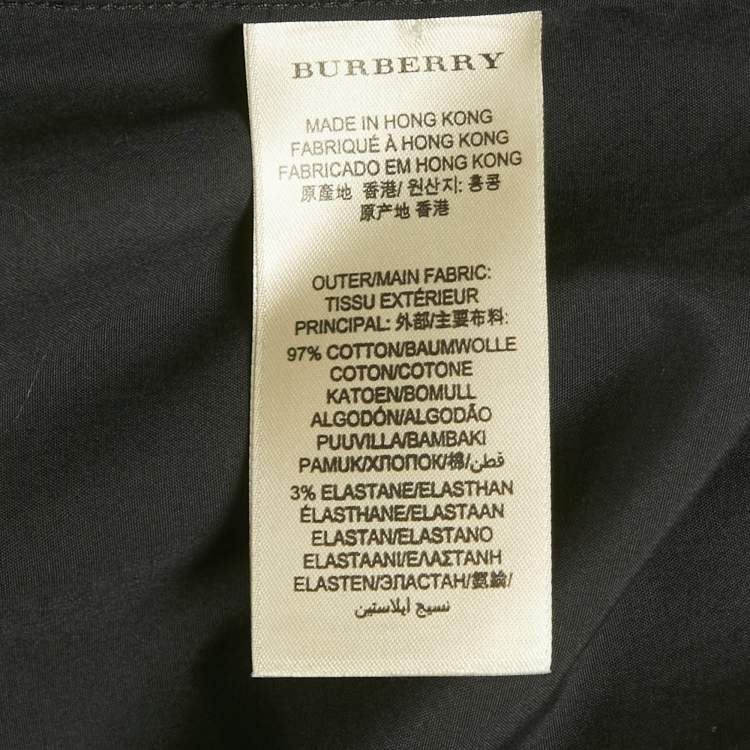 BURBERRY
MADE IN HONG KONG
FABRIQUÉ À HONG KONG
FABRICADO EM HONG KONG
原產地 香港/ 원산지: 홍콩
原产地 香港
OUTER/MAIN FABRIC:
TISSU EXTÉRIEUR
PRINCIPAL: 外部/主要布料:
97% COTTON/BAUMWOLLE
COTON/COTONE
KATOEN/BOMULL
ALGODÓN/ALGODÃO
PUUVILLA/BAMBAKI
PAMUK/ХЛОПОК/棉/قطن/
3% ELASTANE/ELASTHAN
ÉLASTHANE/ELASTAAN
ELASTAN/ELASTANO
ELASTAANI/ΕΛΑΣΤΑΝΗ
ELASTEN/ЭПАСТАН/氨綸/
نسيج إيلاستين